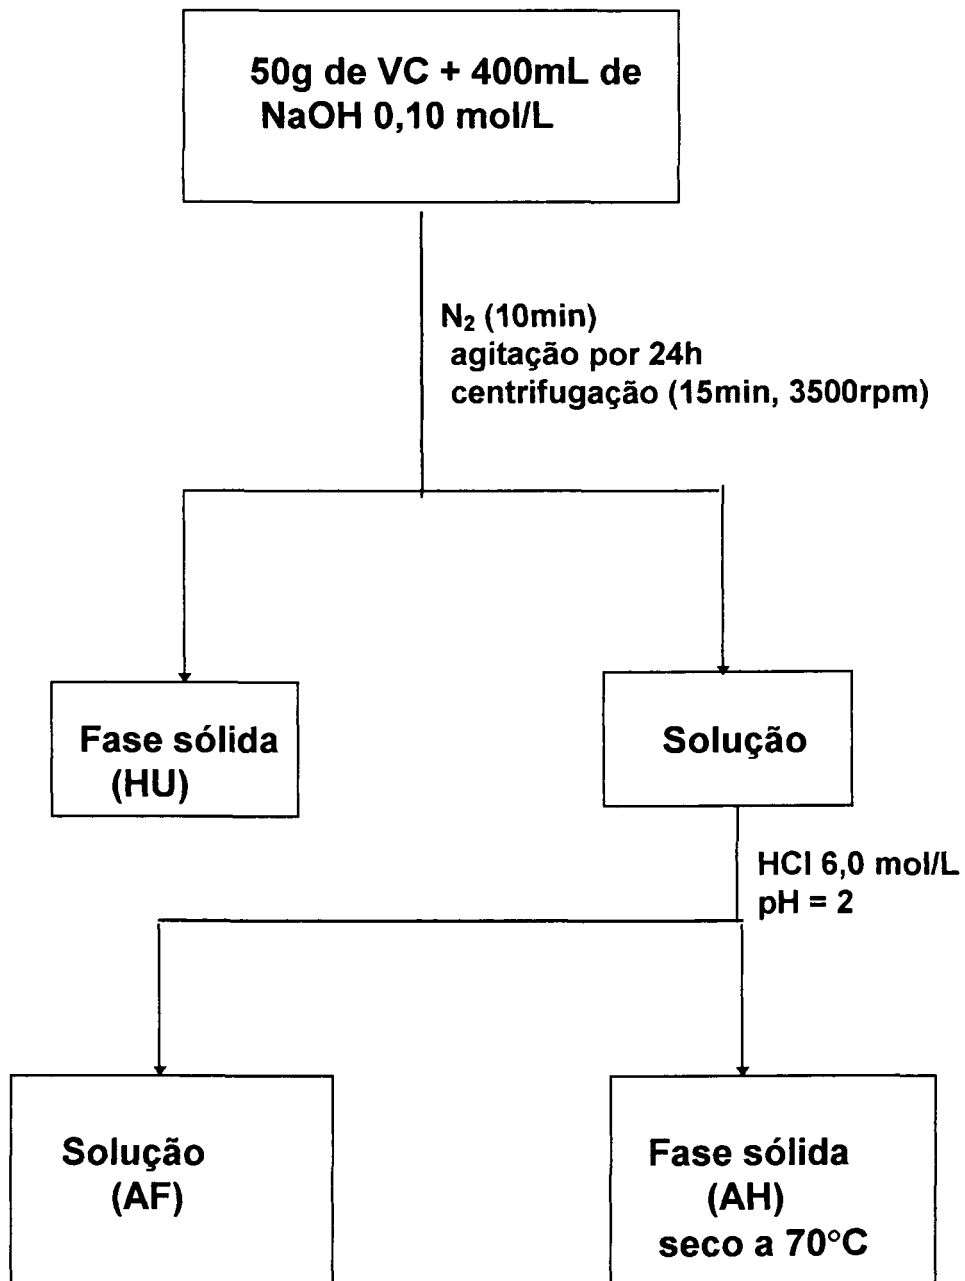 50g de VC + 400mL de
NaOH 0,10 mol/L
N₂ (10min)
agitação por 24h
centrifugação (15min, 3500rpm)
Fase sólida
(HU)
Solução
HCl 6,0 mol/L
pH = 2
Solução
(AF)
Fase sólida
(AH)
seco a 70°C